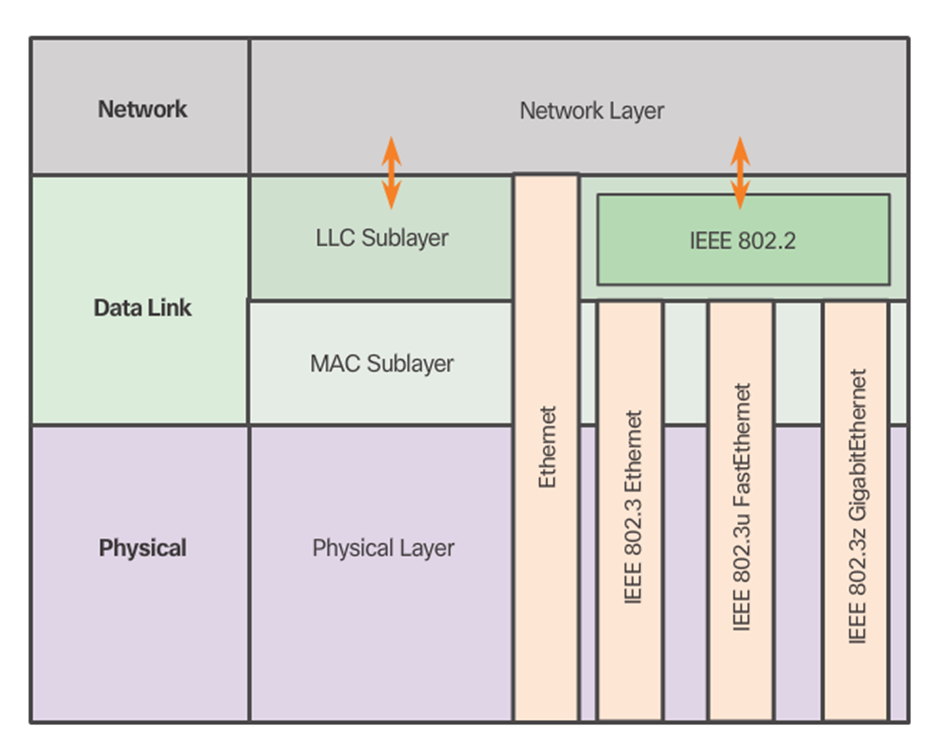 Network
Network Layer
Data Link
LLC Sublayer
IEEE 802.2
MAC Sublayer
Physical
Physical Layer
Ethernet
IEEE 802.3 Ethernet
IEEE 802.3u FastEthernet
IEEE 802.3z GigabitEthernet